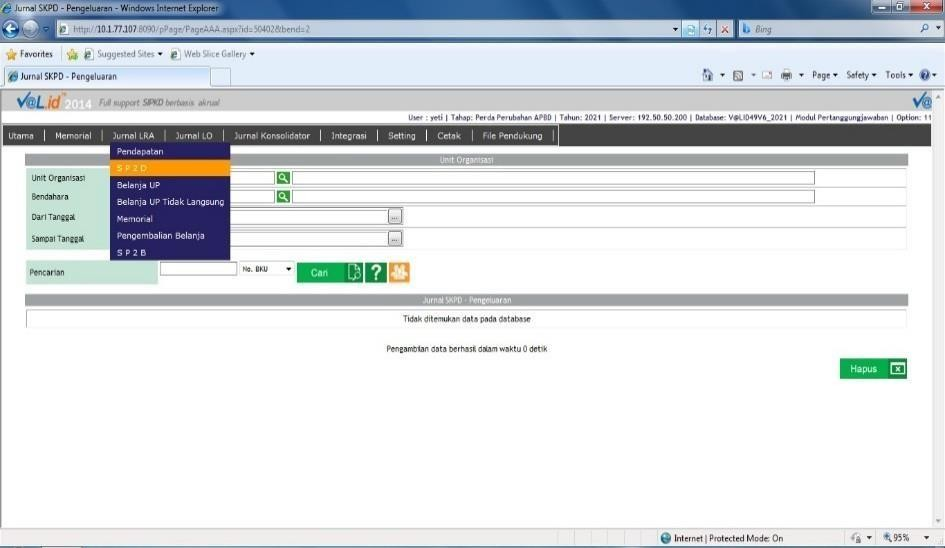 Jurnal SKPD - Pengeluaran - Windows Internet Explorer
http://10.1.77.107:8090/pPage/PageAAA.aspx?id=50402&bend=2
Bing
Favorites Suggested Sites Web Slice Gallery
Jurnal SKPD - Pengeluaran
Page Safety Tools
V@L.id 2014 Full support SIPKD berbasis akrual
V@
User : yeti | Tahap: Perda Perubahan APBD | Tahun: 2021 | Server: 192.50.50.200 | Database: V@LID49V6_2021 | Modul Pertanggungjawaban | Option: 11
Utama | Memorial | Jurnal LRA | Jurnal LO | Jurnal Konsolidator | Integrasi | Setting | Cetak | File Pendukung |
Pendapatan
S P 2 D
Belanja UP
Belanja UP Tidak Langsung
Memorial
Pengembalian Belanja
S P 2 B
Unit Organisasi
Unit Organisasi
Bendahara
Dari Tanggal ...
Sampai Tanggal ...
Pencarian No. BKU Cari ?
Jurnal SKPD - Pengeluaran
Tidak ditemukan data pada database
Pengambilan data berhasil dalam waktu 0 detik
Hapus
Internet | Protected Mode: On 95%